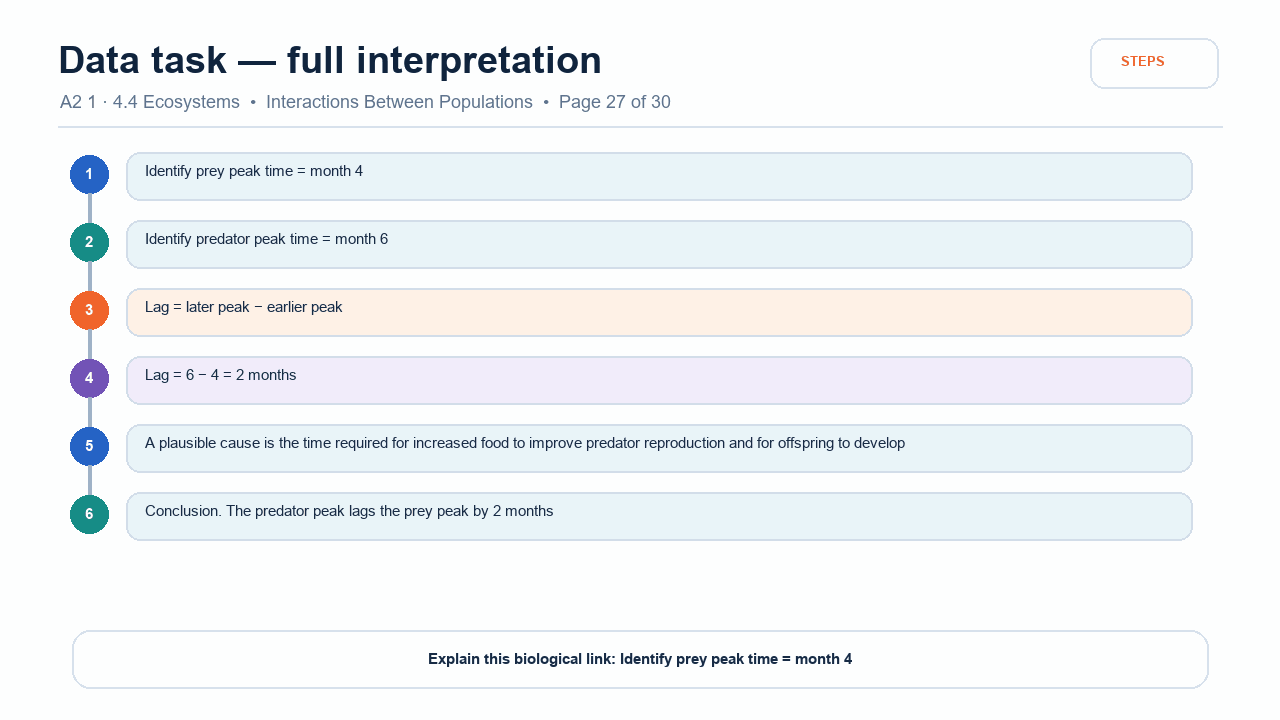 Data task — full interpretation
STEPS
A2 1 · 4.4 Ecosystems • Interactions Between Populations • Page 27 of 30
1
Identify prey peak time = month 4
2
Identify predator peak time = month 6
3
Lag = later peak − earlier peak
4
Lag = 6 − 4 = 2 months
5
A plausible cause is the time required for increased food to improve predator reproduction and for offspring to develop
6
Conclusion. The predator peak lags the prey peak by 2 months
Explain this biological link: Identify prey peak time = month 4